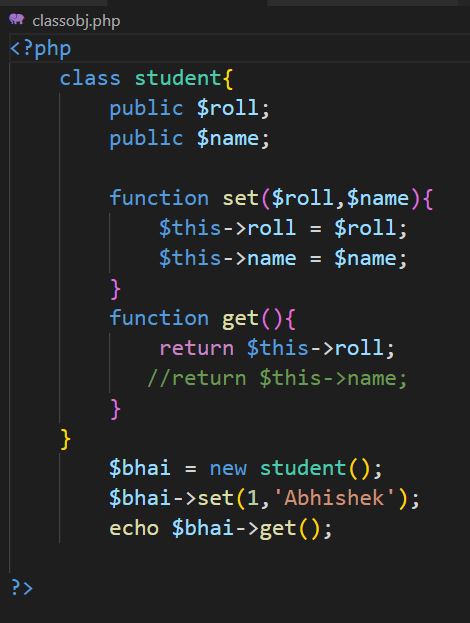 classobj.php
<?php
class student{
public $roll;
public $name;
function set($roll,$name){
$this->roll = $roll;
$this->name = $name;
}
function get(){
return $this->roll;
//return $this->name;
}
}
$bhai = new student();
$bhai->set(1,'Abhishek');
echo $bhai->get();
?>